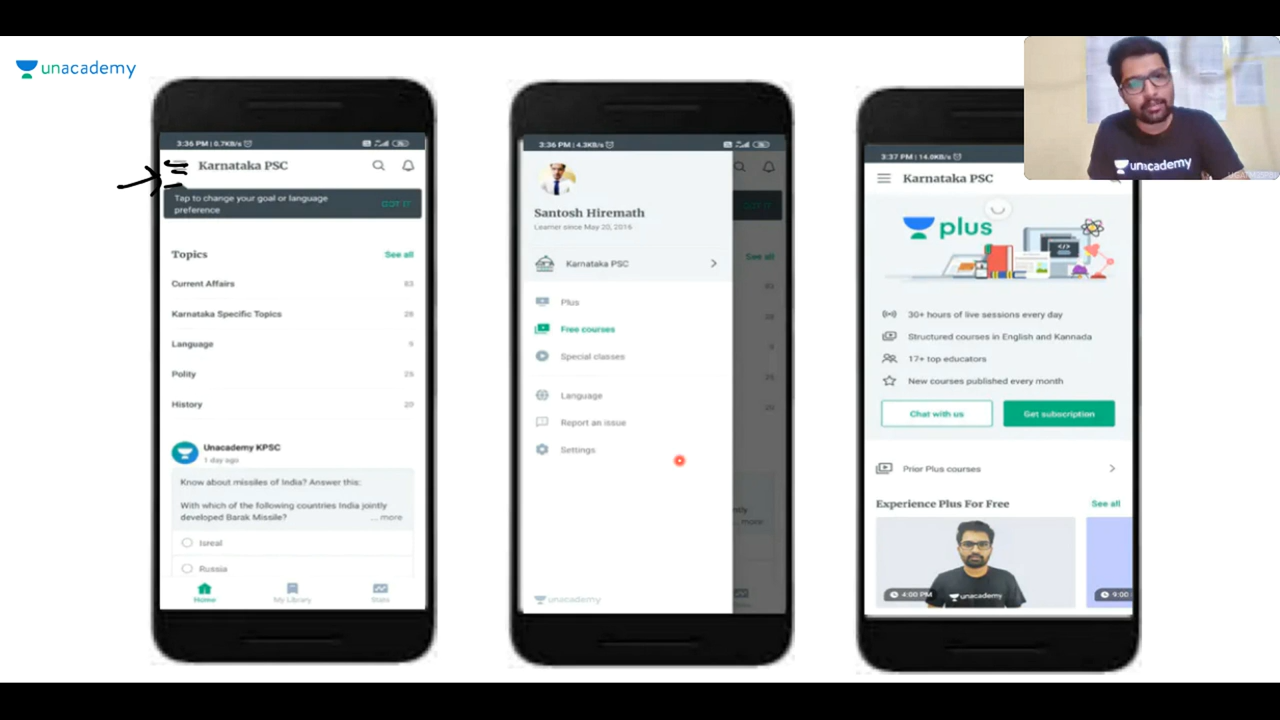 unacademy
3:36 PM | 0.7KB/s
Karnataka PSC
Tap to change your goal or language
preference
GOT IT
Topics
See all
Current Affairs
83
Karnataka Specific Topics
28
Language
9
Polity
25
History
20
Unacademy KPSC
1 day ago
Know about missiles of India? Answer this:
With which of the following countries India jointly
developed Barak Missile?
... more
Isreal
Russia
Home
My Library
Stats
3:36 PM | 4.3KB/s
Santosh Hiremath
Learner since May 20, 2016
GOT IT
Karnataka PSC
See all
Plus
Free courses
Special classes
Language
Report an issue
Settings
... more
unacademy
3:37 PM | 14.0KB/s
Karnataka PSC
plus
30+ hours of live sessions every day
Structured courses in English and Kannada
17+ top educators
New courses published every month
Chat with us
Get subscription
Prior Plus courses
Experience Plus For Free
See all
4:00 PM
unacademy
9:00
unacademy